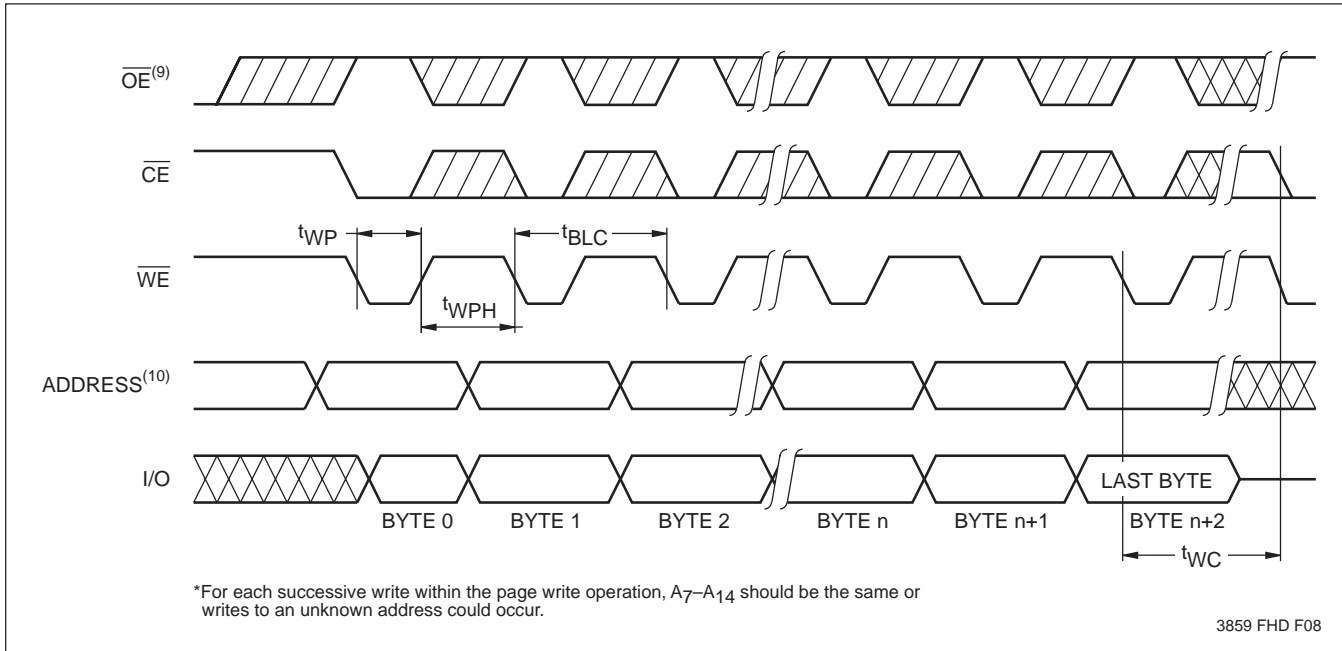 OE(9)
CE
tWP
tBLC
WE
tWPH
ADDRESS(10)
I/O
LAST BYTE
BYTE 0
BYTE 1
BYTE 2
BYTE n
BYTE n+1
BYTE n+2
tWC
*For each successive write within the page write operation, A7–A14 should be the same or
writes to an unknown address could occur.
3859 FHD F08